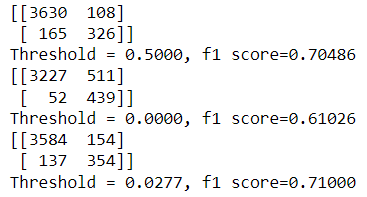 [[3630  108]
 [ 165  326]]
Threshold = 0.5000, f1 score=0.70486
[[3227  511]
 [  52  439]]
Threshold = 0.0000, f1 score=0.61026
[[3584  154]
 [ 137  354]]
Threshold = 0.0277, f1 score=0.71000